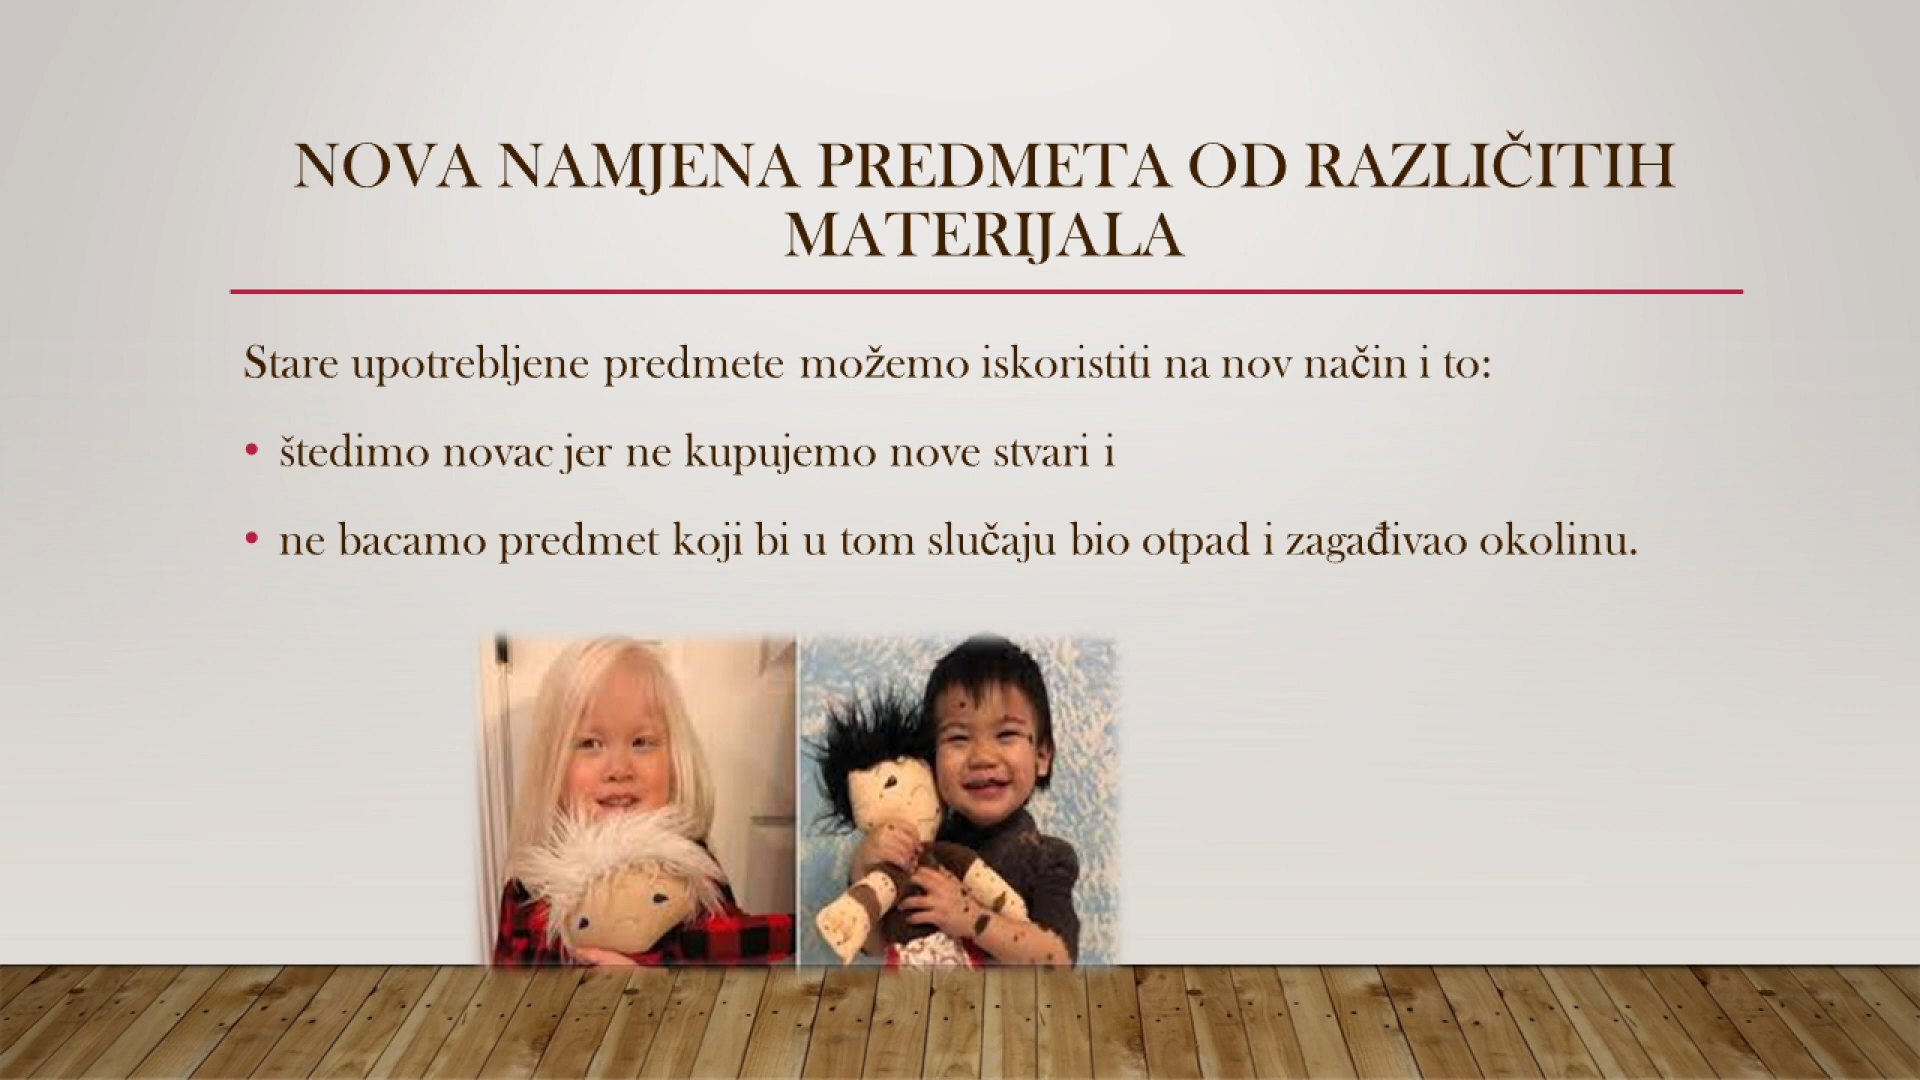 NOVA NAMJENA PREDMETA OD RAZLIČITIH
MATERIJALA
Stare upotrebljene predmete možemo iskoristiti na nov način i to:
• štedimo novac jer ne kupujemo nove stvari i
• ne bacamo predmet koji bi u tom slučaju bio otpad i zagađivao okolinu.